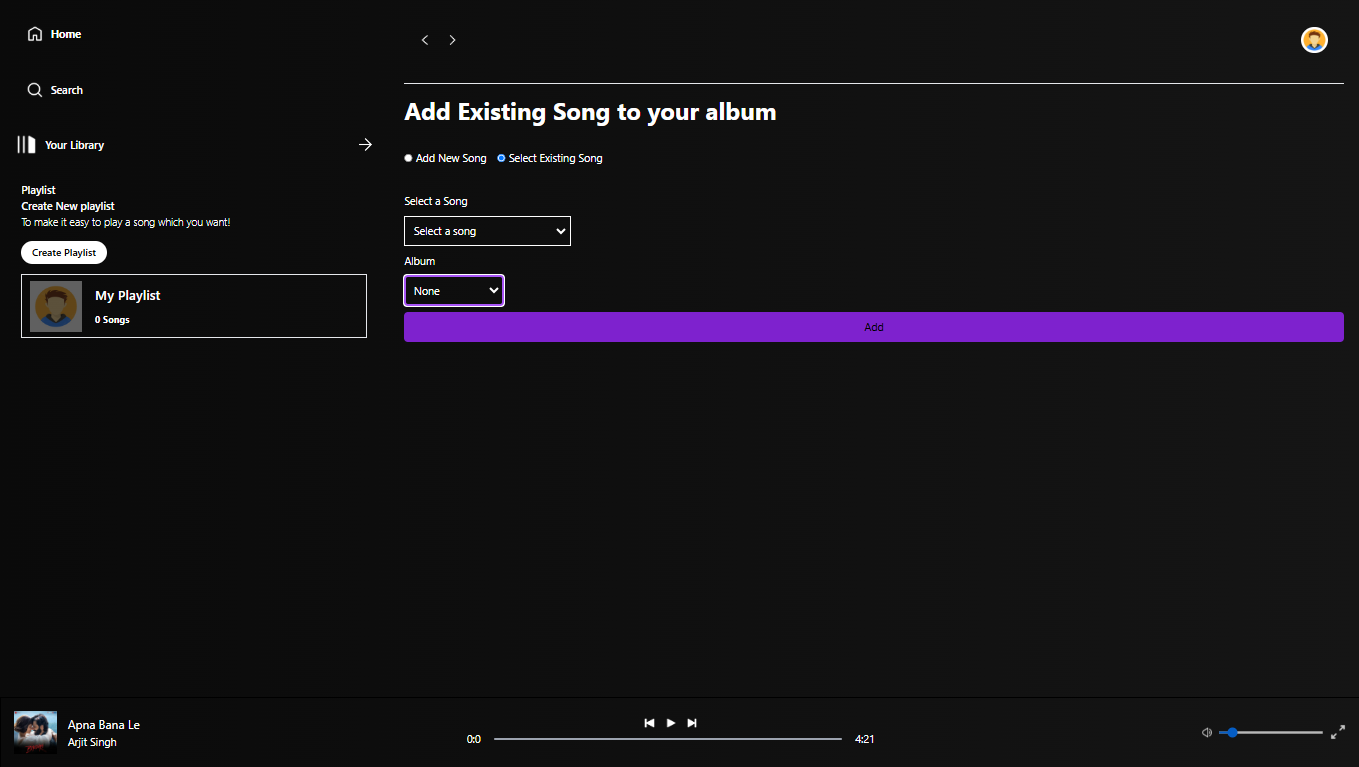 Home
Search
Your Library
Playlist
Create New playlist
To make it easy to play a song which you want!
Create Playlist
My Playlist
0 Songs
Add Existing Song to your album
Add New Song Select Existing Song
Select a Song
Select a song
Album
None
Add
Apna Bana Le
Arjit Singh
0:0
4:21